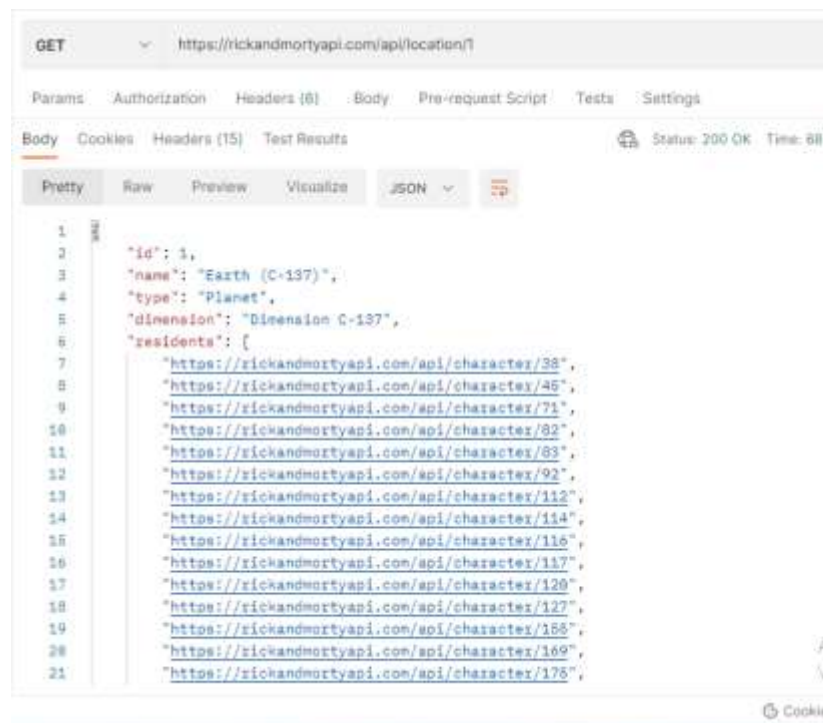 GET https://rickandmortyapi.com/api/location/1
Params Authorization Headers (6) Body Pre-request Script Tests Settings
Body Cookies Headers (15) Test Results Status: 200 OK Time: 68
Pretty Raw Preview Visualize JSON
1
2 "id": 1,
3 "name": "Earth (C-137)",
4 "type": "Planet",
5 "dimension": "Dimension C-137",
6 "residents": [
7 "https://rickandmortyapi.com/api/character/38",
8 "https://rickandmortyapi.com/api/character/45",
9 "https://rickandmortyapi.com/api/character/71",
10 "https://rickandmortyapi.com/api/character/82",
11 "https://rickandmortyapi.com/api/character/83",
12 "https://rickandmortyapi.com/api/character/92",
13 "https://rickandmortyapi.com/api/character/112",
14 "https://rickandmortyapi.com/api/character/114",
15 "https://rickandmortyapi.com/api/character/116",
16 "https://rickandmortyapi.com/api/character/117",
17 "https://rickandmortyapi.com/api/character/120",
18 "https://rickandmortyapi.com/api/character/127",
19 "https://rickandmortyapi.com/api/character/155",
20 "https://rickandmortyapi.com/api/character/169",
21 "https://rickandmortyapi.com/api/character/175",
Cookie